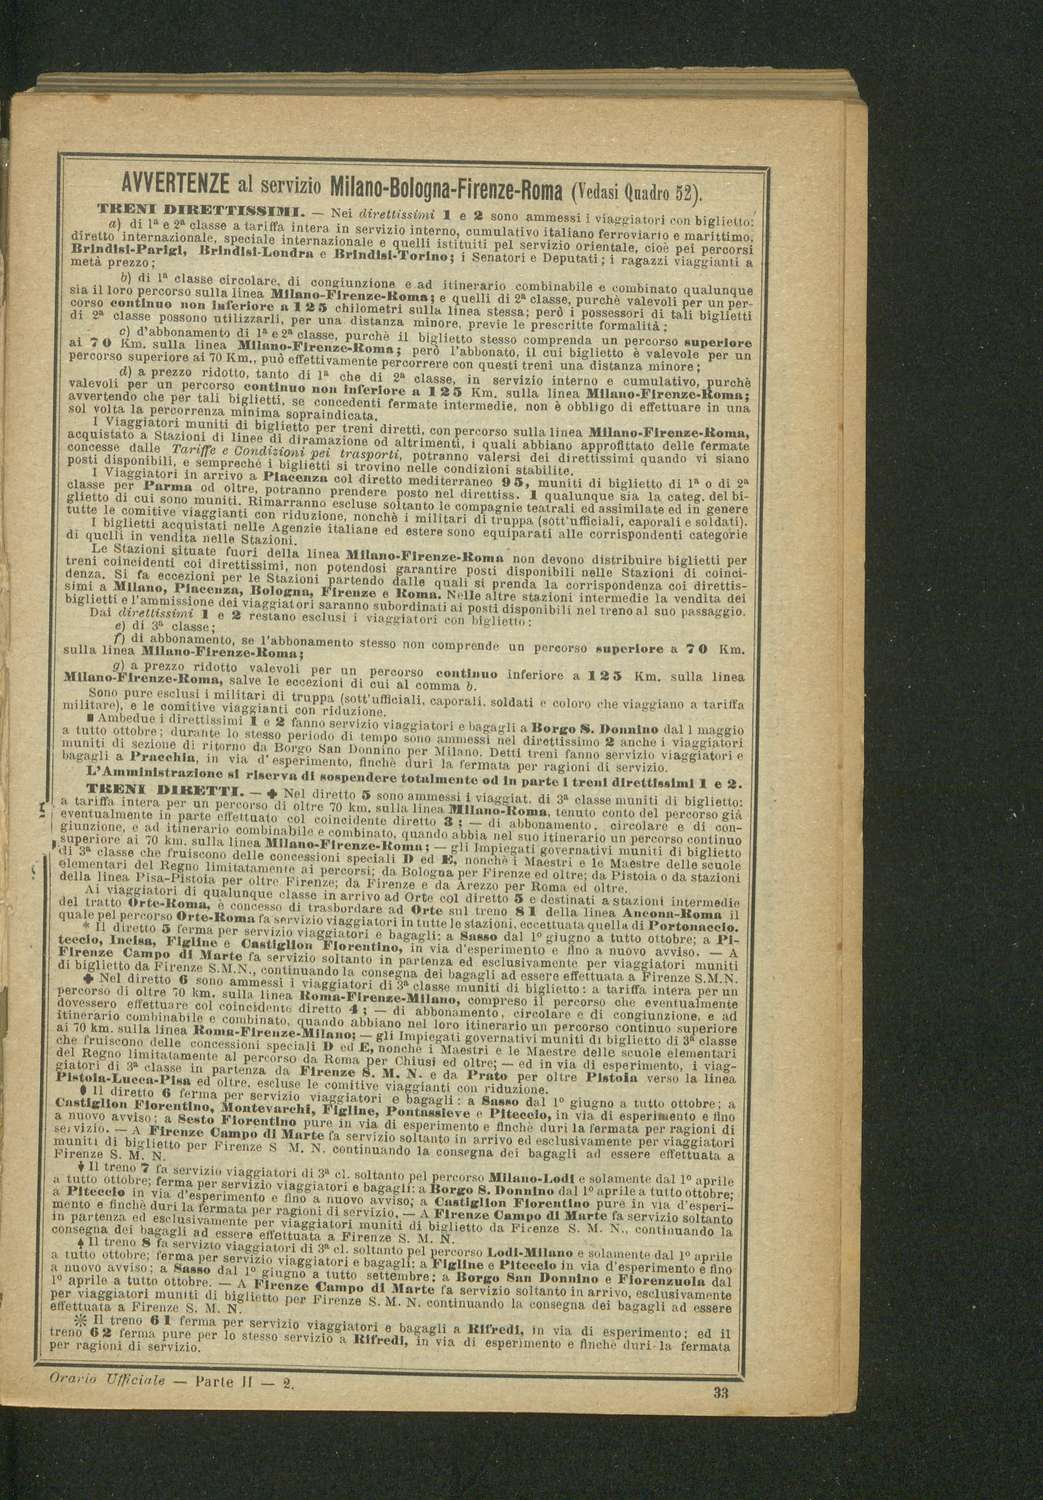 AVVERTENZE al servizio Milano-Bologna-Firenze-Roma (Vedasi Quadro 52).
TRENI DIRETTISSIMI. — Nei direttissimi 1 e 2 sono ammessi i viaggiatori con biglietto:
a) di 1ª e 2ª classe a tariffa intera in servizio interno, cumulativo italiano ferroviario e marittimo,
diretto internazionale, speciale internazionale e quelli istituiti pel servizio orientale, cioè pei percorsi
Brindisi-Parigi, Brindisi-Londra e Brindisi-Torino; i Senatori e Deputati; i ragazzi viaggianti a
metà prezzo;
b) di 1ª classe circolare, di congiunzione e ad itinerario combinabile e combinato qualunque
sia il loro percorso sulla linea Milano-Firenze-Roma; e quelli di 2ª classe, purchè valevoli per un per-
corso continuo non inferiore a 125 chilometri sulla linea stessa; però i possessori di tali biglietti
di 2ª classe possono utilizzarli, per una distanza minore, previe le prescritte formalità;
c) d'abbonamento di 1ª e 2ª classe, purchè il biglietto stesso comprenda un percorso superiore
ai 70 Km. sulla linea Milano-Firenze-Roma; però l'abbonato, il cui biglietto è valevole per un
percorso superiore ai 70 Km., può effettivamente percorrere con questi treni una distanza minore;
d) a prezzo ridotto, tanto di 1ª che di 2ª classe, in servizio interno e cumulativo, purchè
valevoli per un percorso continuo non inferiore a 125 Km. sulla linea Milano-Firenze-Roma;
avvertendo che per tali biglietti, se concedenti fermate intermedie, non è obbligo di effettuare in una
sol volta la percorrenza minima sopraindicata.
I Viaggiatori muniti di biglietto per treni diretti, con percorso sulla linea Milano-Firenze-Roma,
acquistato a Stazioni di linee di diramazione od altrimenti, i quali abbiano approfittato delle fermate
concesse dalle Tariffe e Condizioni pei trasporti, potranno valersi dei direttissimi quando vi siano
posti disponibili, e sempreché i biglietti si trovino nelle condizioni stabilite.
I Viaggiatori in arrivo a Piacenza col diretto mediterraneo 95, muniti di biglietto di 1ª o di 2ª
classe per Parma od oltre, potranno prendere posto nel direttiss. 1 qualunque sia la categ. del bi-
glietto di cui sono muniti. Rimarranno escluse soltanto le compagnie teatrali ed assimilate ed in genere
tutte le comitive viaggianti con riduzione, nonchè i militari di truppa (sott'ufficiali, caporali e soldati).
I biglietti acquistati nelle Agenzie italiane ed estere sono equiparati alle corrispondenti categorie
di quelli in vendita nelle Stazioni.
Le Stazioni situate fuori della linea Milano-Firenze-Roma non devono distribuire biglietti per
treni coincidenti coi direttissimi, non potendosi garantire posti disponibili nelle Stazioni di coinci-
denza. Si fa eccezioni per le Stazioni partendo dalle quali si prenda la corrispondenza coi direttis-
simi a Milano, Piacenza, Bologna, Firenze e Roma. Nelle altre stazioni intermedie la vendita dei
biglietti e l'ammissione dei viaggiatori saranno subordinati ai posti disponibili nel treno al suo passaggio.
Dai direttissimi 1 e 2 restano esclusi i viaggiatori con biglietto:
e) di 3ª classe;
f) di abbonamento, se l'abbonamento stesso non comprende un percorso superiore a 70 Km.
sulla linea Milano-Firenze-Roma;
g) a prezzo ridotto valevoli per un percorso continuo inferiore a 125 Km. sulla linea
Milano-Firenze-Roma, salve le eccezioni di cui al comma b.
Sono pure esclusi i militari di truppa (sott'ufficiali, caporali, soldati e coloro che viaggiano a tariffa
militare), e le comitive viaggianti con riduzione.
■ Ambedue i direttissimi 1 e 2 fanno servizio viaggiatori e bagagli a Borgo S. Donnino dal 1 maggio
a tutto ottobre; durante lo stesso periodo di tempo sono ammessi nel direttissimo 2 anche i viaggiatori
muniti di sezione di ritorno da Borgo San Donnino per Milano. Detti treni fanno servizio viaggiatori e
bagagli a Pracchia, in via d'esperimento, finchè duri la fermata per ragioni di servizio.
L'Amministrazione si riserva di sospendere totalmente od in parte i treni direttissimi 1 e 2.
TRENI DIRETTI. — ✦ Nel diretto 5 sono ammessi i viaggiat. di 3ª classe muniti di biglietto:
a tariffa intera per un percorso di oltre 70 km. sulla linea Milano-Roma, tenuto conto del percorso già
eventualmente in parte effettuato col coincidente diretto 3; — di abbonamento, circolare e di con-
giunzione, e ad itinerario combinabile e combinato, quando abbia nel suo itinerario un percorso continuo
superiore ai 70 km. sulla linea Milano-Firenze-Roma; — gli Impiegati governativi muniti di biglietto
di 3ª classe che fruiscono delle concessioni speciali D ed E, nonchè i Maestri e le Maestre delle scuole
elementari del Regno limitatamente ai percorsi; da Bologna per Firenze ed oltre; da Pistoia o da stazioni
della linea Pisa-Pistoia per oltre Firenze; da Firenze e da Arezzo per Roma ed oltre.
Ai viaggiatori di qualunque classe in arrivo ad Orte col diretto 5 e destinati a stazioni intermedie
del tratto Orte-Roma, è concesso di trasbordare ad Orte sul treno 81 della linea Ancona-Roma il
quale pel percorso Orte-Roma fa servizio viaggiatori in tutte le stazioni, eccettuata quella di Portonaccio.
* Il diretto 5 ferma per servizio viaggiatori e bagagli: a Sasso dal 1º giugno a tutto ottobre; a Pi-
teccio, Incisa, Figline e Castiglion Fiorentino, in via d'esperimento e fino a nuovo avviso. — A
Firenze Campo di Marte fa servizio soltanto in partenza ed esclusivamente per viaggiatori muniti
di biglietto da Firenze S.M.N., continuando la consegna dei bagagli ad essere effettuata a Firenze S.M.N.
✦ Nel diretto 6 sono ammessi i viaggiatori di 3ª classe muniti di biglietto: a tariffa intera per un
percorso di oltre 70 km. sulla linea Roma-Firenze-Milano, compreso il percorso che eventualmente
dovessero effettuare col coincidente diretto 4; — di abbonamento, circolare e di congiunzione, e ad
itinerario combinabile e combinato, quando abbiano nel loro itinerario un percorso continuo superiore
ai 70 km. sulla linea Roma-Firenze-Milano; — gli Impiegati governativi muniti di biglietto di 3ª classe
che fruiscono delle concessioni speciali D ed E, nonchè i Maestri e le Maestre delle scuole elementari
del Regno limitatamente al percorso da Roma per Chiusi ed oltre; — ed in via di esperimento, i viag-
giatori di 3ª classe in partenza da Firenze S. M. N. e da Prato per oltre Pistoia verso la linea
Pistoia-Lucca-Pisa ed oltre, escluse le comitive viaggianti con riduzione.
Il diretto 6 ferma per servizio viaggiatori e bagagli: a Sasso dal 1º giugno a tutto ottobre; a
Castiglion Fiorentino, Montevarchi, Figline, Pontassieve e Piteccio, in via di esperimento e fino
a nuovo avviso; a Sesto Fiorentino pure in via di esperimento e finchè duri la fermata per ragioni di
servizio. — A Firenze Campo di Marte fa servizio soltanto in arrivo ed esclusivamente per viaggiatori
muniti di biglietto per Firenze S. M. N. continuando la consegna dei bagagli ad essere effettuata a
Firenze S. M. N.
Il treno 7 fa servizio viaggiatori di 3ª cl. soltanto pel percorso Milano-Lodi e solamente dal 1º aprile
a tutto ottobre; ferma per servizio viaggiatori e bagagli: a Borgo S. Donnino dal 1º aprile a tutto ottobre;
a Piteccio in via d'esperimento e fino a nuovo avviso; a Castiglion Fiorentino pure in via d'esperi-
mento e finchè duri la fermata per ragioni di servizio. — A Firenze Campo di Marte fa servizio soltanto
in partenza ed esclusivamente per viaggiatori muniti di biglietto da Firenze S. M. N., continuando la
consegna dei bagagli ad essere effettuata a Firenze S. M. N.
Il treno 8 fa servizio viaggiatori di 3ª cl. soltanto pel percorso Lodi-Milano e solamente dal 1º aprile
a tutto ottobre; ferma per servizio viaggiatori e bagagli: a Figline e Piteccio in via d'esperimento e fino
a nuovo avviso; a Sasso dal 1º giugno a tutto settembre; a Borgo San Donnino e Fiorenzuola dal
1º aprile a tutto ottobre. — A Firenze Campo di Marte fa servizio soltanto in arrivo, esclusivamente
per viaggiatori muniti di biglietto per Firenze S. M. N. continuando la consegna dei bagagli ad essere
effettuata a Firenze S. M. N.
※ Il treno 61 ferma per servizio viaggiatori e bagagli a Rifredi, in via di esperimento; ed il
treno 62 ferma pure per lo stesso servizio a Rifredi, in via di esperimento e finchè duri la fermata
per ragioni di servizio.
Orario Ufficiale — Parte II — 2.
33